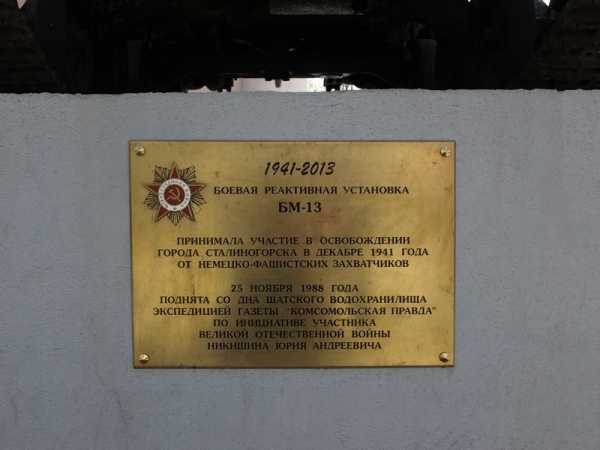 1941-2013
БОЕВАЯ РЕАКТИВНАЯ УСТАНОВКА
БМ-13
ПРИНИМАЛА УЧАСТИЕ В ОСВОБОЖДЕНИИ
ГОРОДА СТАЛИНОГОРСКА В ДЕКАБРЕ 1941 ГОДА
ОТ НЕМЕЦКО-ФАШИСТСКИХ ЗАХВАТЧИКОВ
25 НОЯБРЯ 1988 ГОДА
ПОДНЯТА СО ДНА ШАТСКОГО ВОДОХРАНИЛИЩА
ЭКСПЕДИЦИЕЙ ГАЗЕТЫ "КОМСОМОЛЬСКАЯ ПРАВДА"
ПО ИНИЦИАТИВЕ УЧАСТНИКА
ВЕЛИКОЙ ОТЕЧЕСТВЕННОЙ ВОЙНЫ
НИКИШИНА ЮРИЯ АНДРЕЕВИЧА